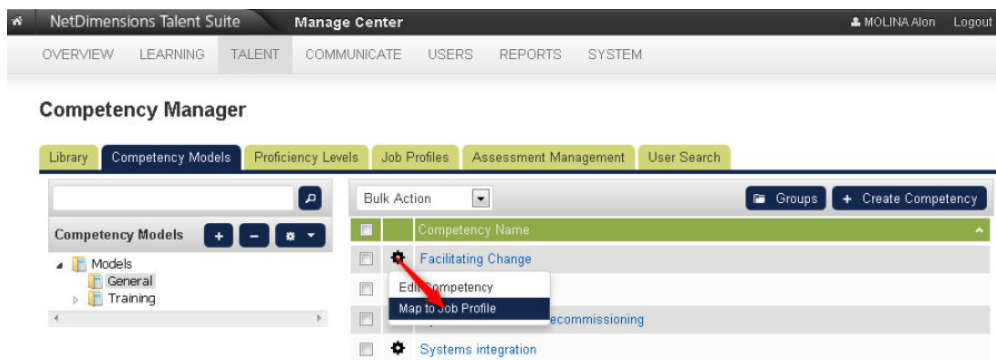 NetDimensions Talent Suite Manage Center MOLINA Alon Logout
OVERVIEW LEARNING TALENT COMMUNICATE USERS REPORTS SYSTEM
Competency Manager
Library Competency Models Proficiency Levels Job Profiles Assessment Management User Search
Bulk Action Groups + Create Competency
Competency Models + -
Competency Name
Models
General
Training
Facilitating Change
Edit Competency
Map to Job Profile
ecommissioning
Systems integration